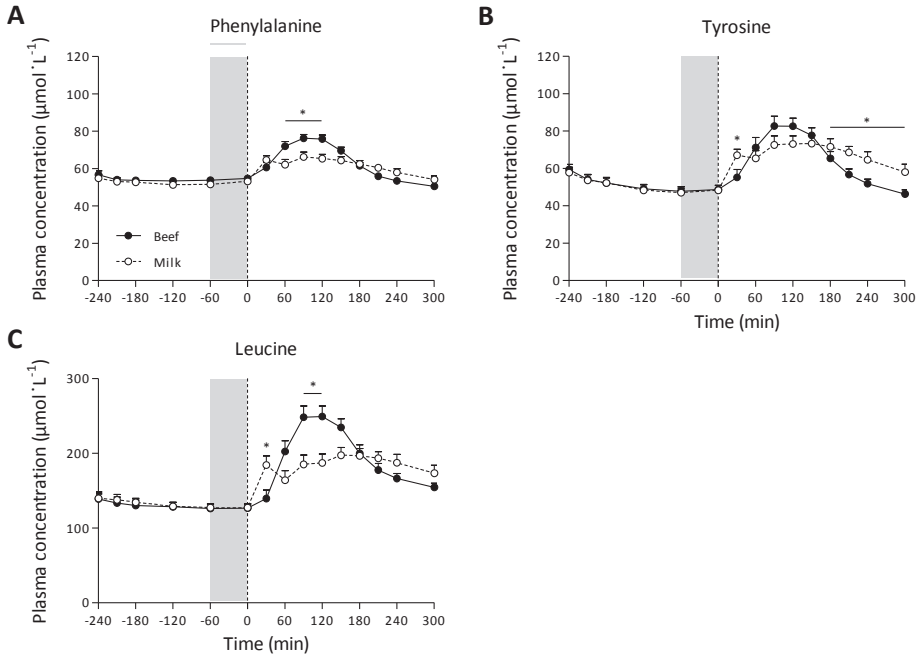 A
Phenylalanine
Plasma concentration (µmol·L⁻¹)
120
100
80
60
40
20
0
*
Beef
Milk
-240 -180 -120 -60 0 60 120 180 240 300
B
Tyrosine
Plasma concentration (µmol·L⁻¹)
120
100
80
60
40
20
0
*
*
-240 -180 -120 -60 0 60 120 180 240 300
Time (min)
C
Leucine
Plasma concentration (µmol·L⁻¹)
300
200
100
0
*
*
-240 -180 -120 -60 0 60 120 180 240 300
Time (min)